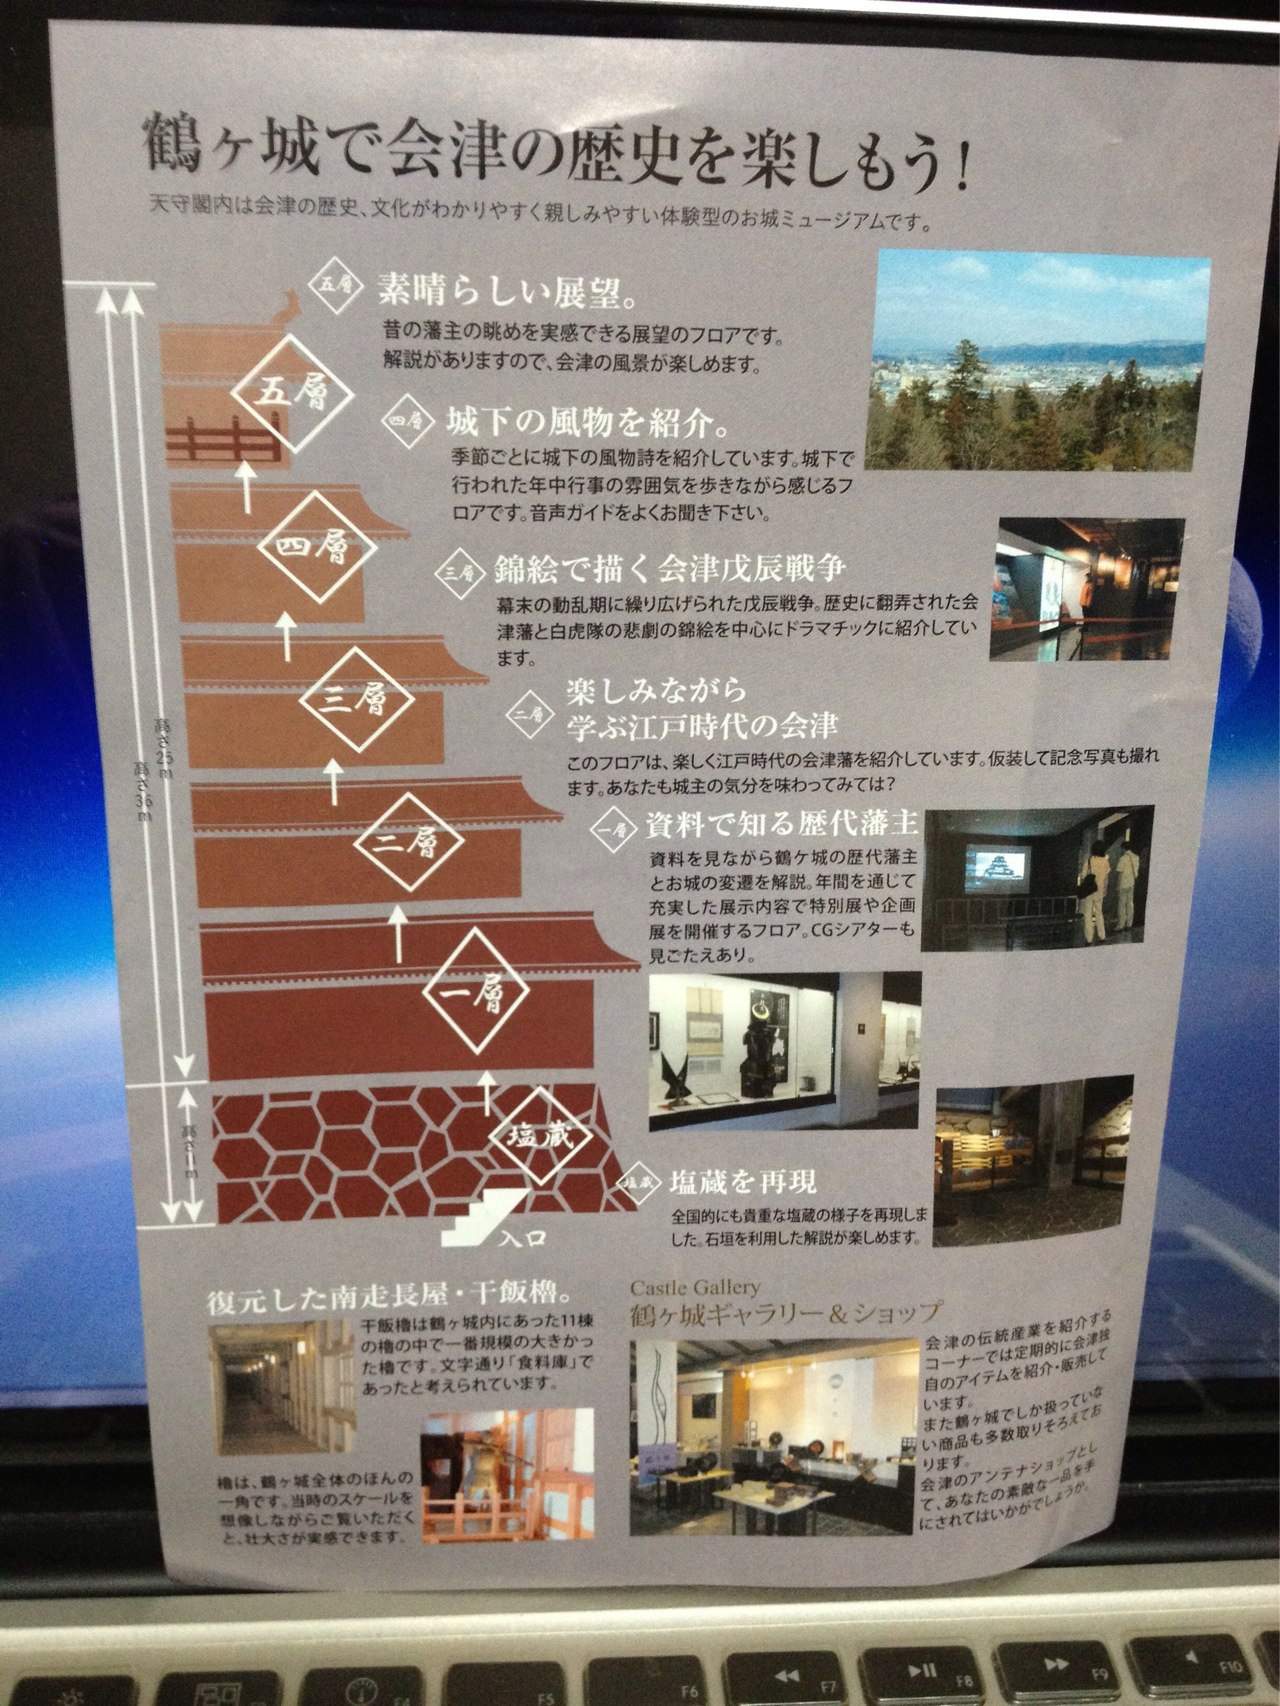 鶴ヶ城で会津の歴史を楽しもう!
天守閣内は会津の歴史、文化がわかりやすく親しみやすい体験型のお城ミュージアムです。
五層
素晴らしい展望。
昔の藩主の眺めを実感できる展望のフロアです。
解説がありますので、会津の風景が楽しめます。
四層
城下の風物を紹介。
季節ごとに城下の風物詩を紹介しています。城下で
行われた年中行事の雰囲気を歩きながら感じるフ
ロアです。音声ガイドをよくお聞き下さい。
三層
錦絵で描く会津戊辰戦争
幕末の動乱期に繰り広げられた戊辰戦争。歴史に翻弄された会
津藩と白虎隊の悲劇の錦絵を中心にドラマチックに紹介してい
ます。
二層
楽しみながら
学ぶ江戸時代の会津
このフロアは、楽しく江戸時代の会津藩を紹介しています。仮装して記念写真も撮れ
ます。あなたも城主の気分を味わってみては?
一層
資料で知る歴代藩主
資料を見ながら鶴ケ城の歴代藩主
とお城の変遷を解説。年間を通じて
充実した展示内容で特別展や企画
展を開催するフロア。CGシアターも
見ごたえあり。
塩蔵
塩蔵を再現
全国的にも貴重な塩蔵の様子を再現しま
した。石垣を利用した解説が楽しめます。
五層
四層
三層
二層
一層
塩蔵
入口
高さ25m
高さ36m
復元した南走長屋・干飯櫓。
干飯櫓は鶴ヶ城内にあった11棟
の櫓の中で一番規模の大きかっ
た櫓です。文字通り「食料庫」で
あったと考えられています。
櫓は、鶴ヶ城全体のほんの
一角です。当時のスケールを
想像しながらご覧いただく
と、壮大さが実感できます。
Castle Gallery
鶴ヶ城ギャラリー&ショップ
会津の伝統産業を紹介する
コーナーでは定期的に会津独
自のアイテムを紹介・販売して
います。
また鶴ヶ城でしか扱っていな
い商品も多数取りそろえてお
ります。
会津のアンテナショップとし
て、あなたの素敵な一品を手
にされてはいかがでしょうか。
F4
F5
F6
F7
F8
F9
F10